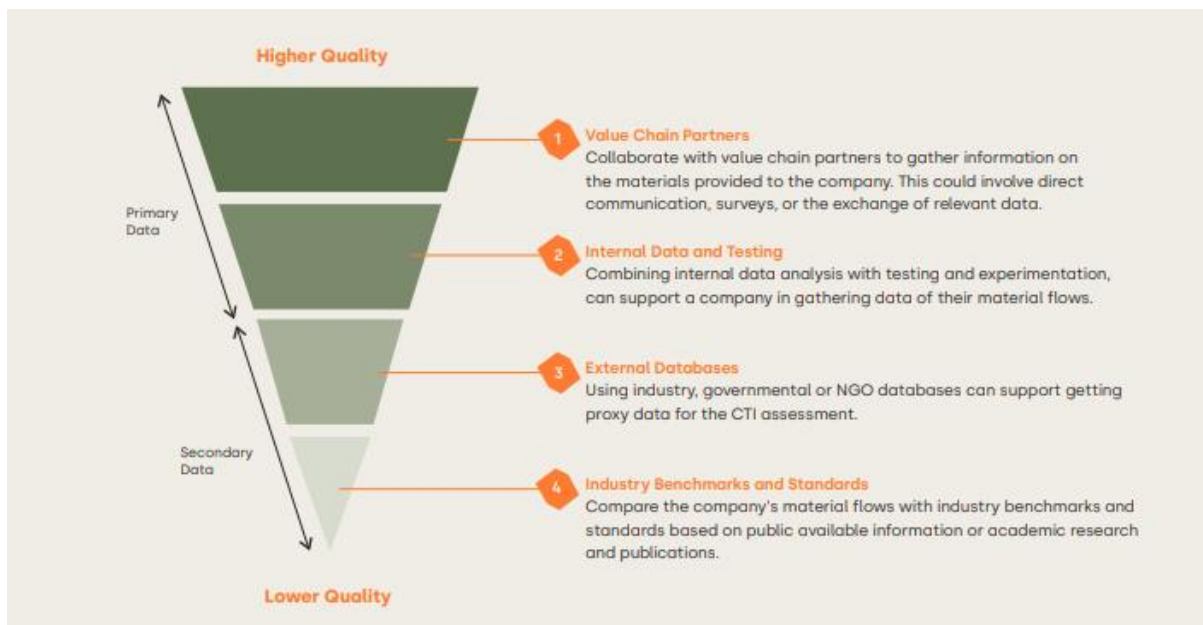 Higher Quality
Primary
Data
1
Value Chain Partners
Collaborate with value chain partners to gather information on
the materials provided to the company. This could involve direct
communication, surveys, or the exchange of relevant data.
2
Internal Data and Testing
Combining internal data analysis with testing and experimentation,
can support a company in gathering data of their material flows.
3
External Databases
Using industry, governmental or NGO databases can support getting
proxy data for the CTI assessment.
Secondary
Data
4
Industry Benchmarks and Standards
Compare the company's material flows with industry benchmarks and
standards based on public available information or academic research
and publications.
Lower Quality